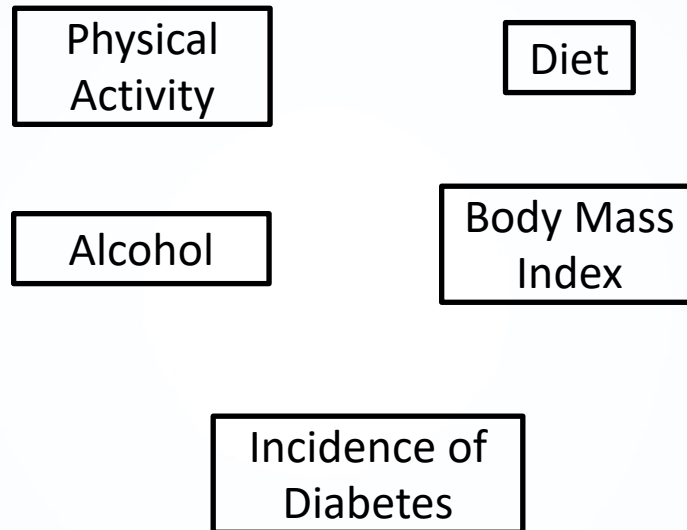 Physical
Activity
Diet
Alcohol
Body Mass
Index
Incidence of
Diabetes